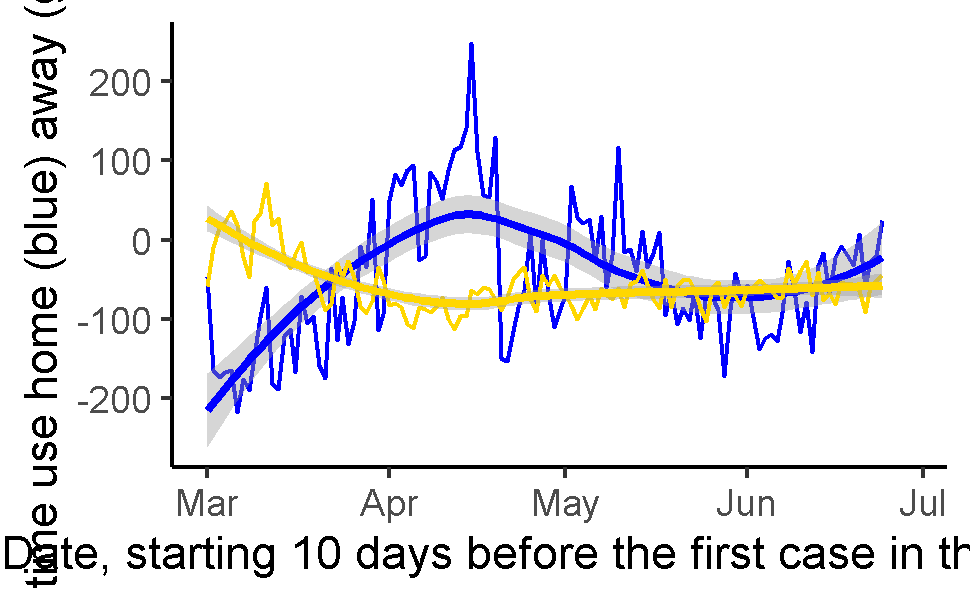 time use home (blue) away (
200
100
0
-100
-200
Mar Apr May Jun Jul
Date, starting 10 days before the first case in th